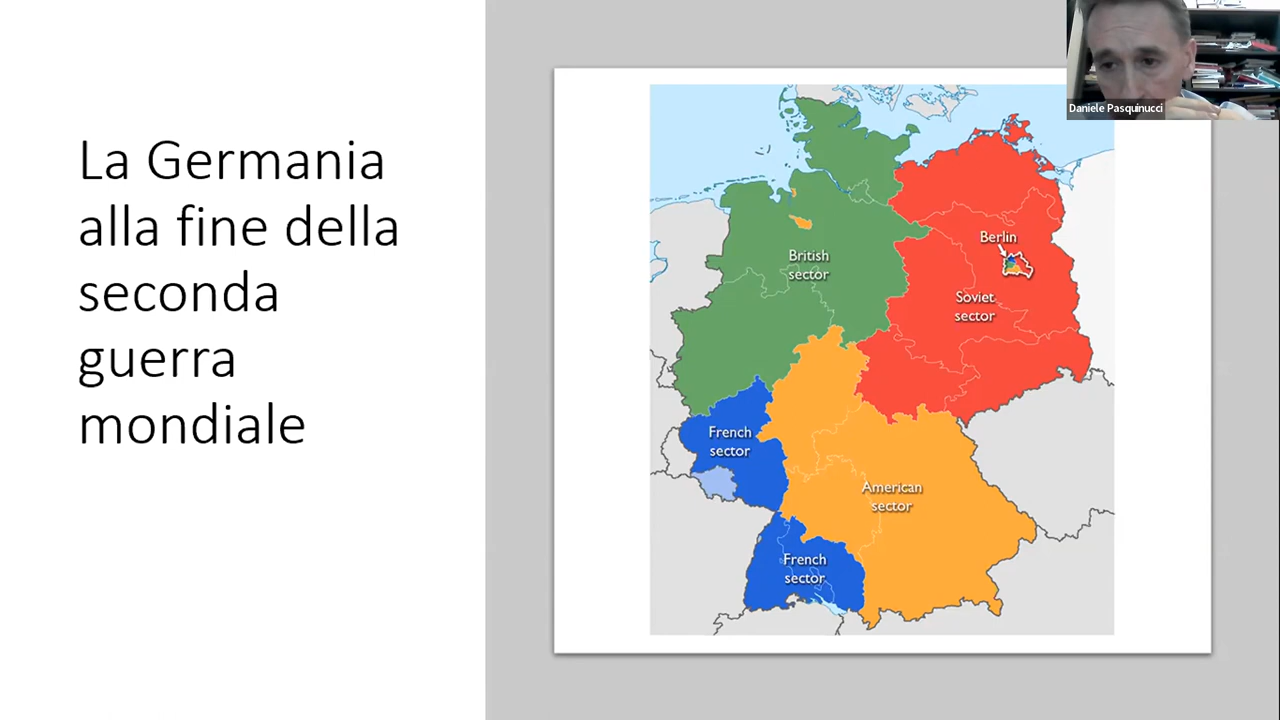 La Germania
alla fine della
seconda
guerra
mondiale
Daniele Pasquinucci
Berlin
British
sector
Soviet
sector
French
sector
American
sector
French
sector